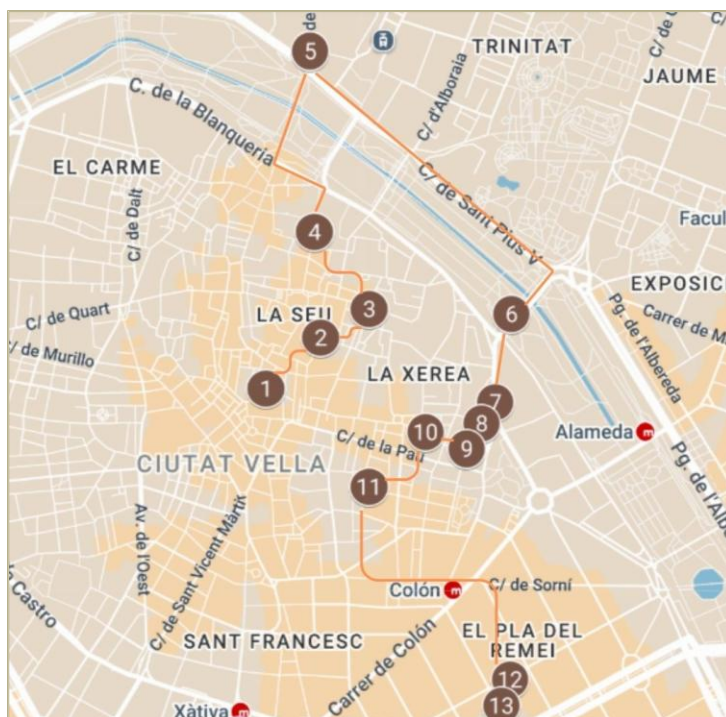 5
TRINITAT
JAUME
C/ d'Alboraia
C. de la Blanqueria
EL CARME
C/ de Dalt
C/ de Sant Pius V
Facul
4
EXPOSICI
3
6
LA SEU
C/ de Quart
2
Carrer de M
C/ de Murillo
Pg. de l'Albereda
LA XEREA
1
7
8
10
Alameda m
9
C/ de la Pau
CIUTAT VELLA
11
Pg. de l'Alb
Av. de l'Oest
C/ de Sant Vicent Màrtir
Colón m
C/ de Sorní
Castro
EL PLA DEL
REMEI
SANT FRANCESC
Carrer de Colón
12
13
Xàtiva m